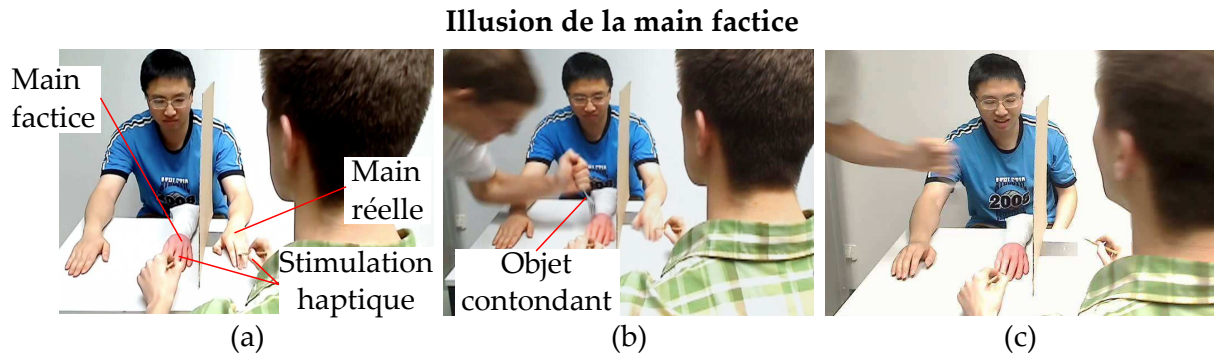 Illusion de la main factice
Main
factice
Main
réelle
Stimulation
haptique
(a)
Objet
contondant
(b)
2009
(c)